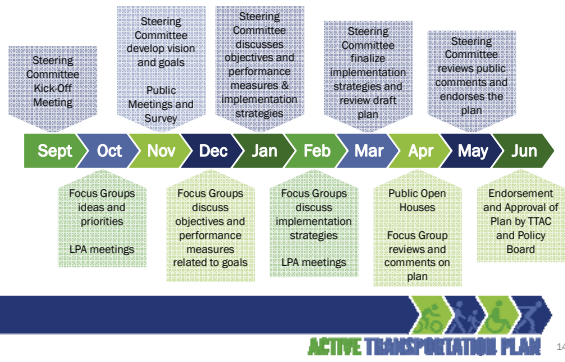 Steering
Committee
Kick-Off
Meeting
Steering
Committee
develop vision
and goals
Public
Meetings and
Survey
Steering
Committee
discusses
objectives and
performance
measures &
implementation
strategies
Steering
Committee
finalize
implementation
strategies and
review draft
plan
Steering
Committee
reviews public
comments and
endorses the
plan
Sept Oct Nov Dec Jan Feb Mar Apr May Jun
Focus Groups
ideas and
priorities
LPA meetings
Focus Groups
discuss
objectives and
performance
measures
related to goals
Focus Groups
discuss
implementation
strategies
LPA meetings
Public Open
Houses
Focus Group
reviews and
comments on
plan
Endorsement
and Approval of
Plan by TTAC
and Policy
Board
ACTIVE TRANSPORTATION PLAN
14